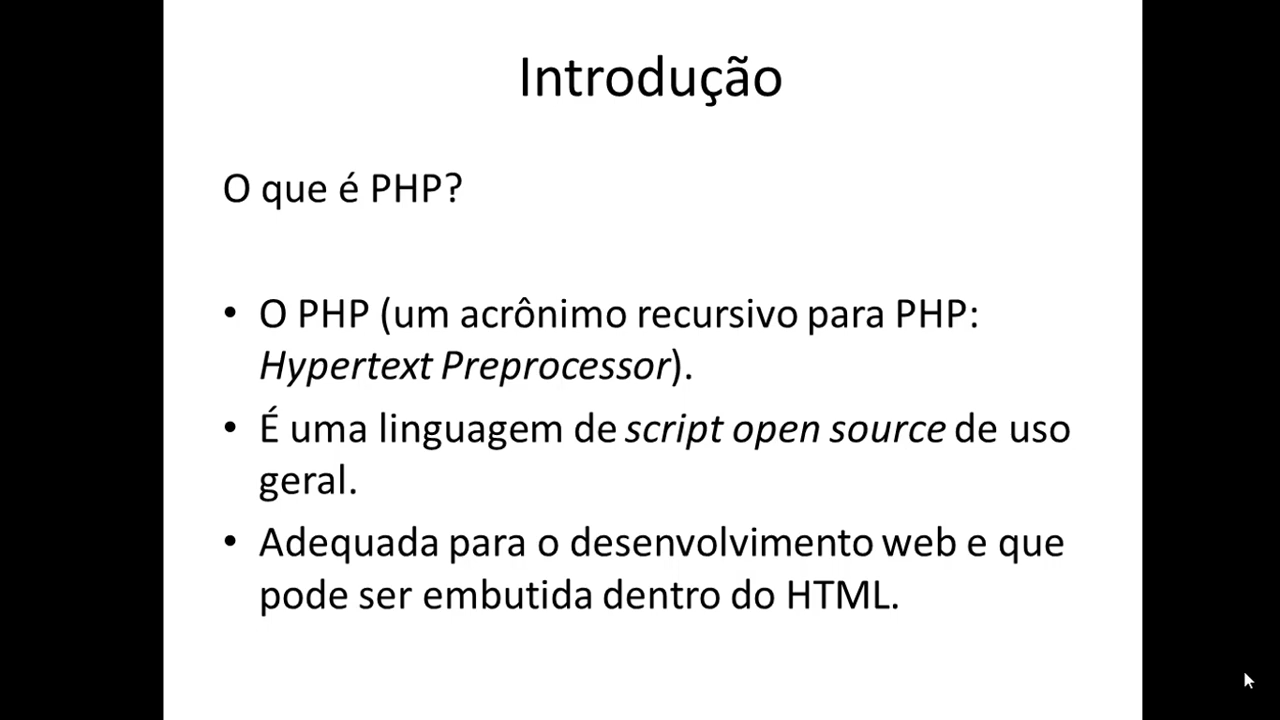 Introdução
O que é PHP?
• O PHP (um acrônimo recursivo para PHP:
Hypertext Preprocessor).
• É uma linguagem de script open source de uso
geral.
• Adequada para o desenvolvimento web e que
pode ser embutida dentro do HTML.